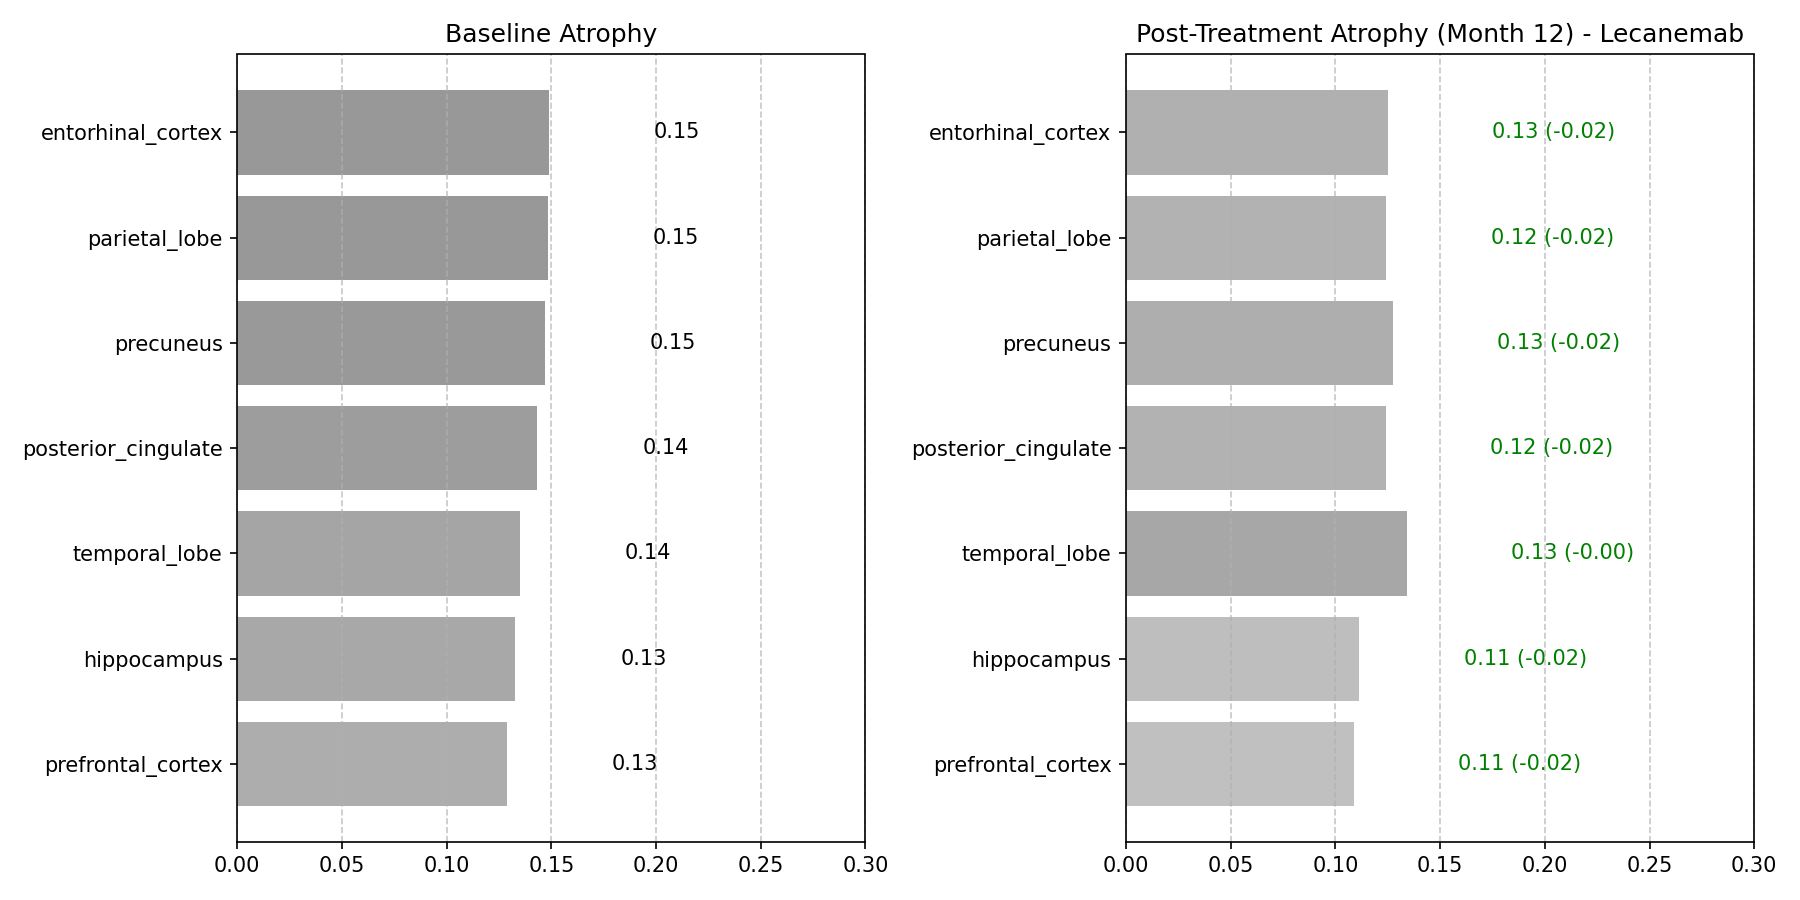 Baseline Atrophy
entorhinal_cortex
0.15
parietal_lobe
0.15
precuneus
0.15
posterior_cingulate
0.14
temporal_lobe
0.14
hippocampus
0.13
prefrontal_cortex
0.13
0.00 0.05 0.10 0.15 0.20 0.25 0.30
Post-Treatment Atrophy (Month 12) - Lecanemab
entorhinal_cortex
0.13 (-0.02)
parietal_lobe
0.12 (-0.02)
precuneus
0.13 (-0.02)
posterior_cingulate
0.12 (-0.02)
temporal_lobe
0.13 (-0.00)
hippocampus
0.11 (-0.02)
prefrontal_cortex
0.11 (-0.02)
0.00 0.05 0.10 0.15 0.20 0.25 0.30